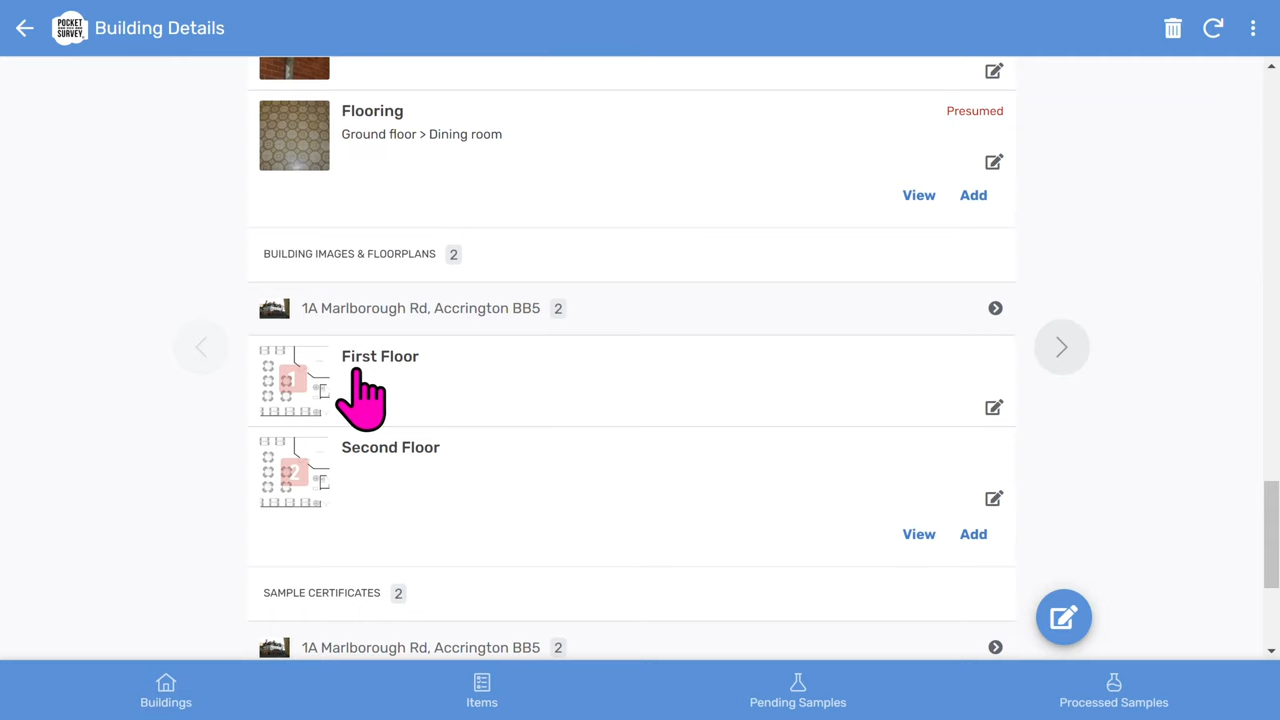 POCKET
SURVEY
Building Details
Flooring
Presumed
Ground floor > Dining room
View Add
BUILDING IMAGES & FLOORPLANS 2
1A Marlborough Rd, Accrington BB5 2
1
First Floor
2
Second Floor
View Add
SAMPLE CERTIFICATES 2
1A Marlborough Rd, Accrington BB5 2
Buildings
Items
Pending Samples
Processed Samples